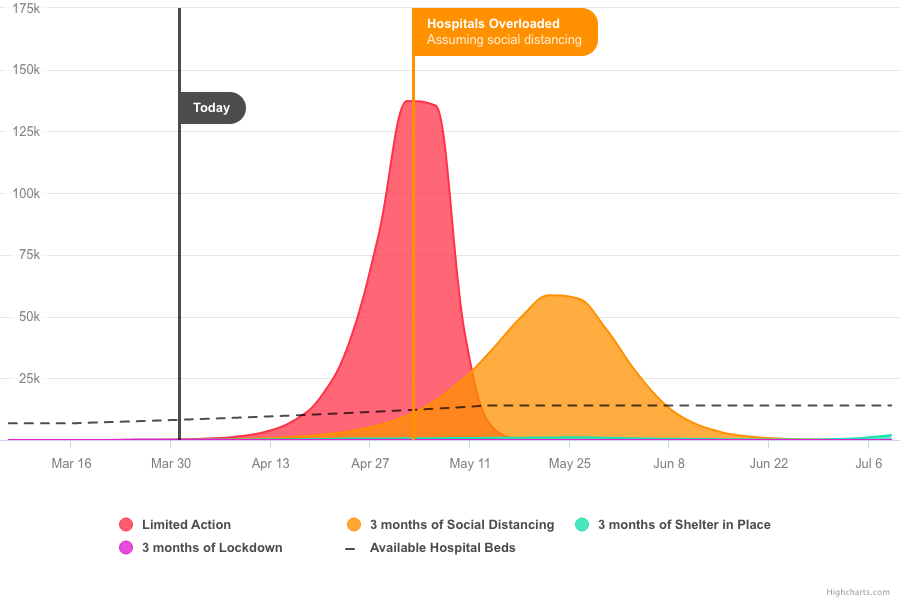 175k
Hospitals Overloaded
Assuming social distancing
150k
Today
125k
100k
75k
50k
25k
Mar 16 Mar 30 Apr 13 Apr 27 May 11 May 25 Jun 8 Jun 22 Jul 6
Limited Action 3 months of Social Distancing 3 months of Shelter in Place
3 months of Lockdown Available Hospital Beds
Highcharts.com